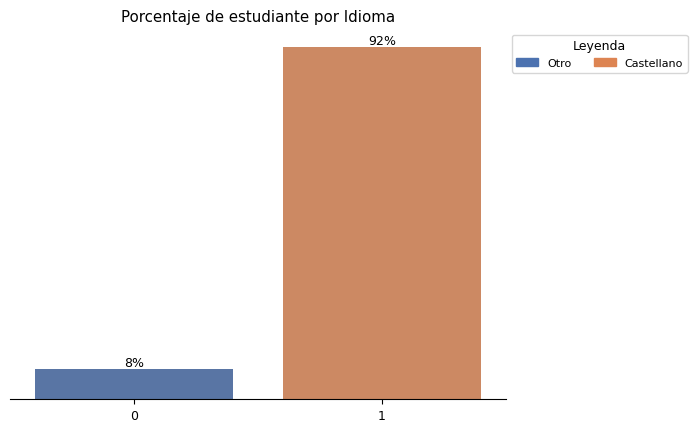 Porcentaje de estudiante por Idioma
Leyenda
Otro
Castellano
92%
8%
0
1